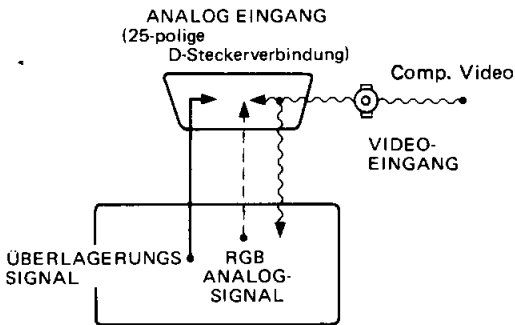 ANALOG EINGANG
(25-polige
D-Steckerverbindung)
Comp. Video
VIDEO-
EINGANG
ÜBERLAGERUNGS
SIGNAL
RGB
ANALOG-
SIGNAL